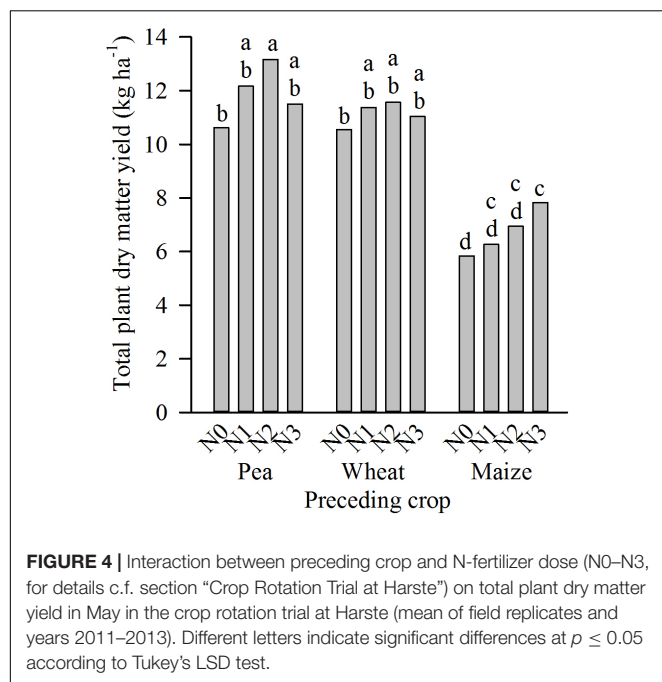 Total plant dry matter yield (kg ha⁻¹)
14
12
10
8
6
4
2
0
a a a
b b
b
a a a
b b b
b
c c
d d d c
N0 N1 N2 N3 N0 N1 N2 N3 N0 N1 N2 N3
Pea Wheat Maize
Preceding crop
FIGURE 4 | Interaction between preceding crop and N-fertilizer dose (N0–N3,
for details c.f. section “Crop Rotation Trial at Harste”) on total plant dry matter
yield in May in the crop rotation trial at Harste (mean of field replicates and
years 2011–2013). Different letters indicate significant differences at p ≤ 0.05
according to Tukey’s LSD test.